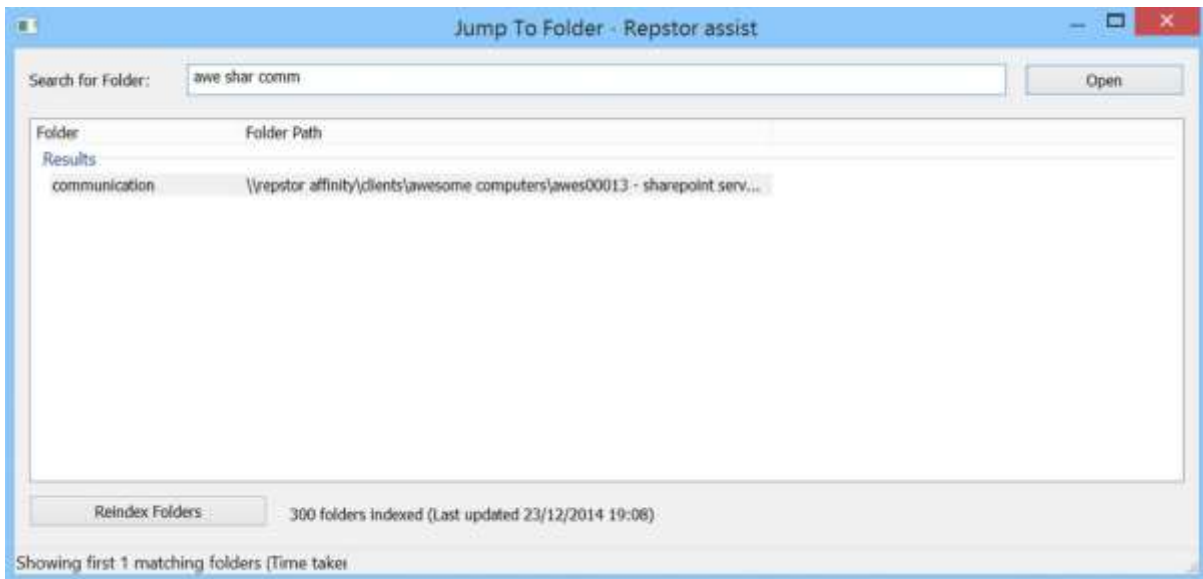 Jump To Folder - Repstor assist
Search for Folder: awe shar comm Open
Folder Folder Path
Results
communication \\repstor affinity\clients\awesome computers\awes00013 - sharepoint serv...
Reindex Folders 300 folders indexed (Last updated 23/12/2014 19:08)
Showing first 1 matching folders (Time taker